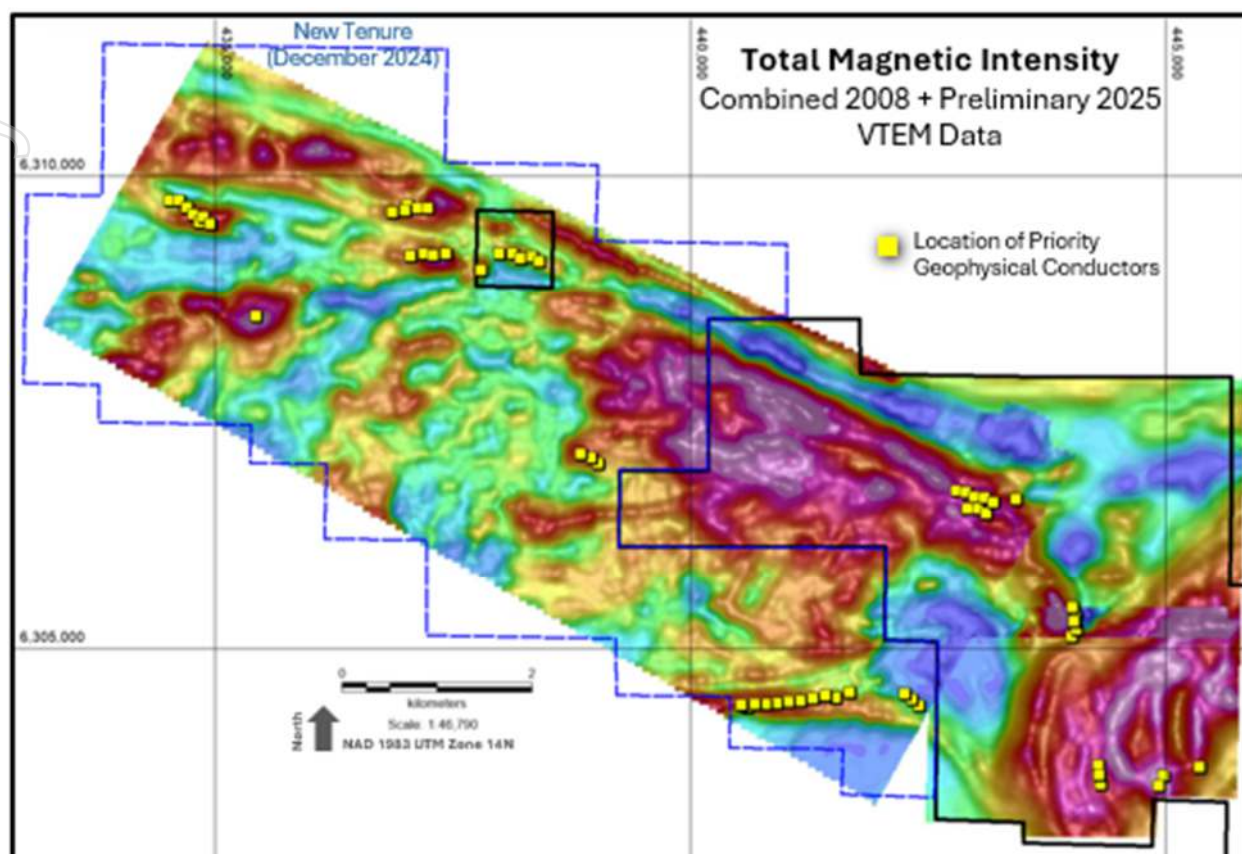 New Tenure
(December 2024)
435,000
440,000
445,000
Total Magnetic Intensity
Combined 2008 + Preliminary 2025
VTEM Data
6,310,000
Location of Priority
Geophysical Conductors
6,305,000
0 2
kilometers
Scale: 1:46,790
North
NAD 1983 UTM Zone 14N